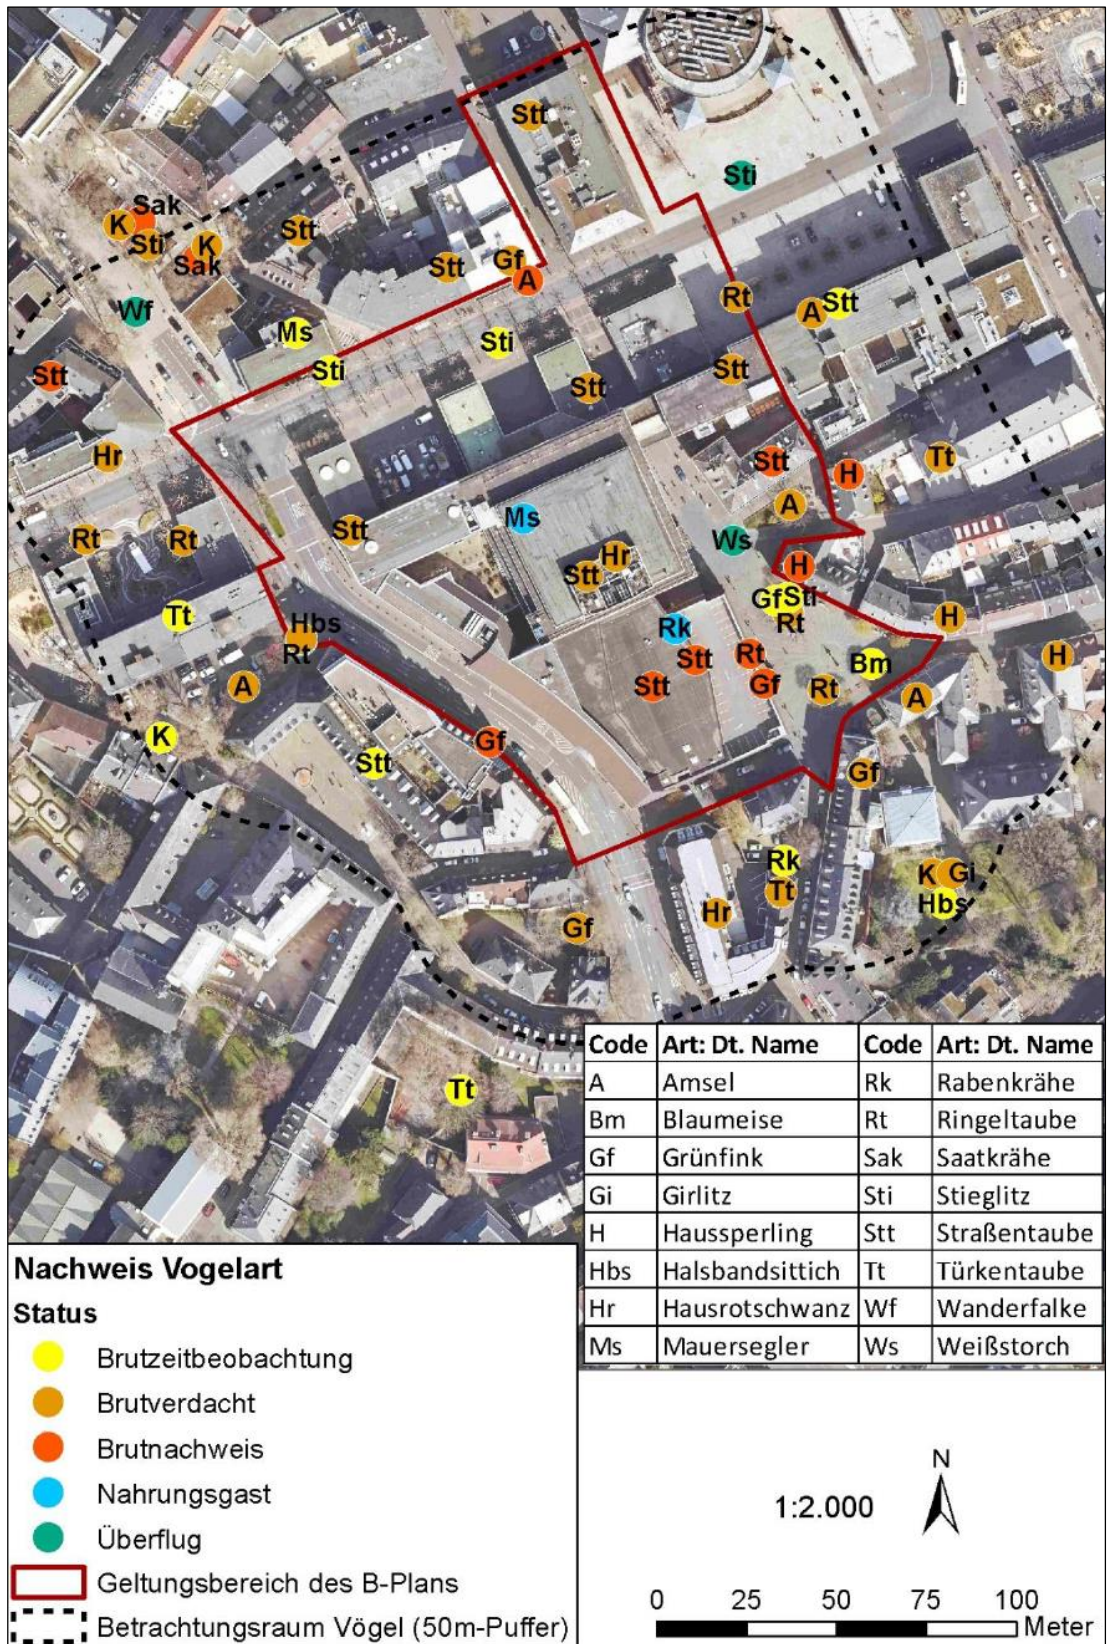 Stt
Sti
Sak
K
Sti
K
Sak
Stt
Stt
Gf
A
Wf
Ms
Sti
Sti
Rt
A
Stt
Stt
Stt
Stt
Hr
Stt
H
Tt
A
Rt
Rt
Stt
Ms
Ws
Hr
Stt
H
Gf
Sti
Rt
Tt
Hbs
Rt
Rk
Stt
Rt
Stt
Gf
Bm
Rt
H
H
A
A
K
Stt
Gf
Gf
Rk
Tt
K
Gi
Hbs
Hr
Gf
Tt
Code Art: Dt. Name Code Art: Dt. Name
A Amsel Rk Rabenkrähe
Bm Blaumeise Rt Ringeltaube
Gf Grünfink Sak Saatkrähe
Gi Girlitz Sti Stieglitz
H Haussperling Stt Straßentaube
Hbs Halsbandsittich Tt Türkentaube
Hr Hausrotschwanz Wf Wanderfalke
Ms Mauersegler Ws Weißstorch
Nachweis Vogelart
Status
Brutzeitbeobachtung
Brutverdacht
Brutnachweis
Nahrungsgast
Überflug
Geltungsbereich des B-Plans
Betrachtungsraum Vögel (50m-Puffer)
N
1:2.000
0 25 50 75 100
Meter